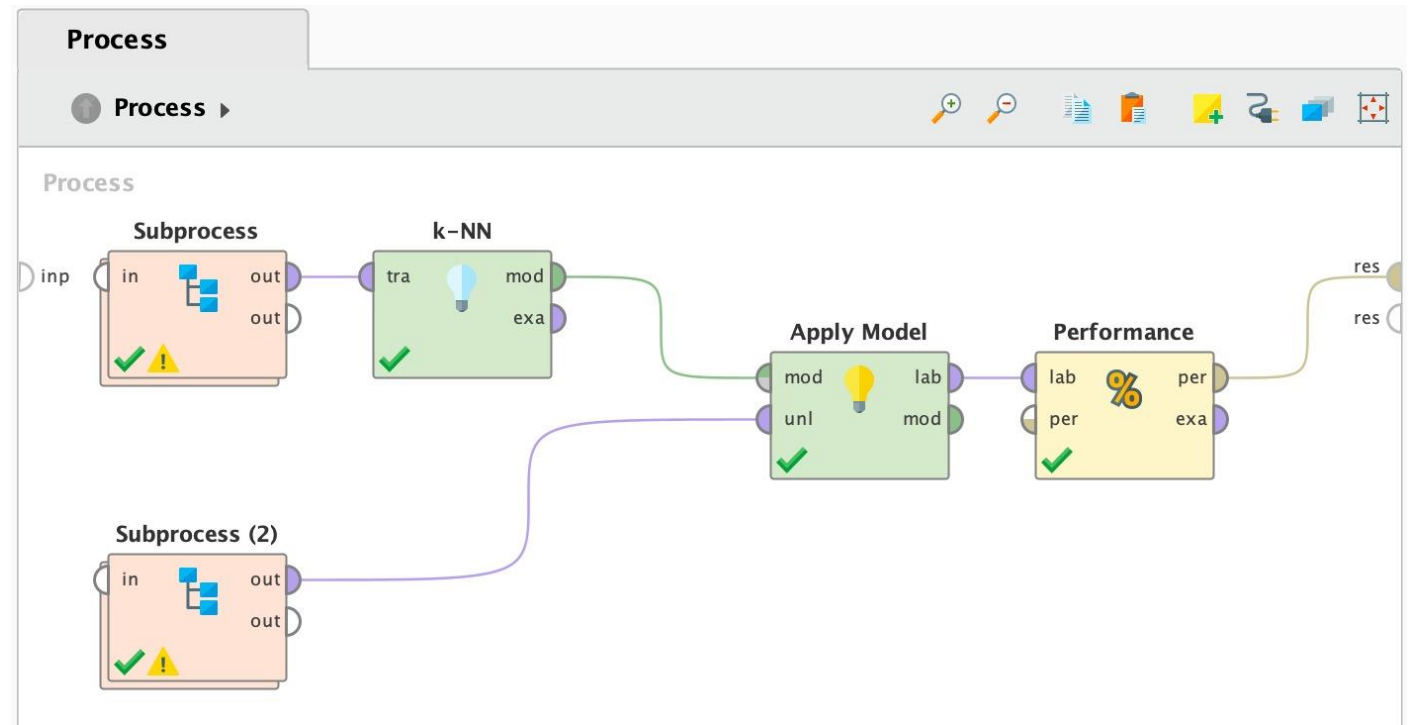 Process
Process
Process
Subprocess
k-NN
inp
in
out
tra
mod
res
out
exa
res
Apply Model
Performance
mod
lab
lab
per
unl
mod
per
exa
Subprocess (2)
in
out
out